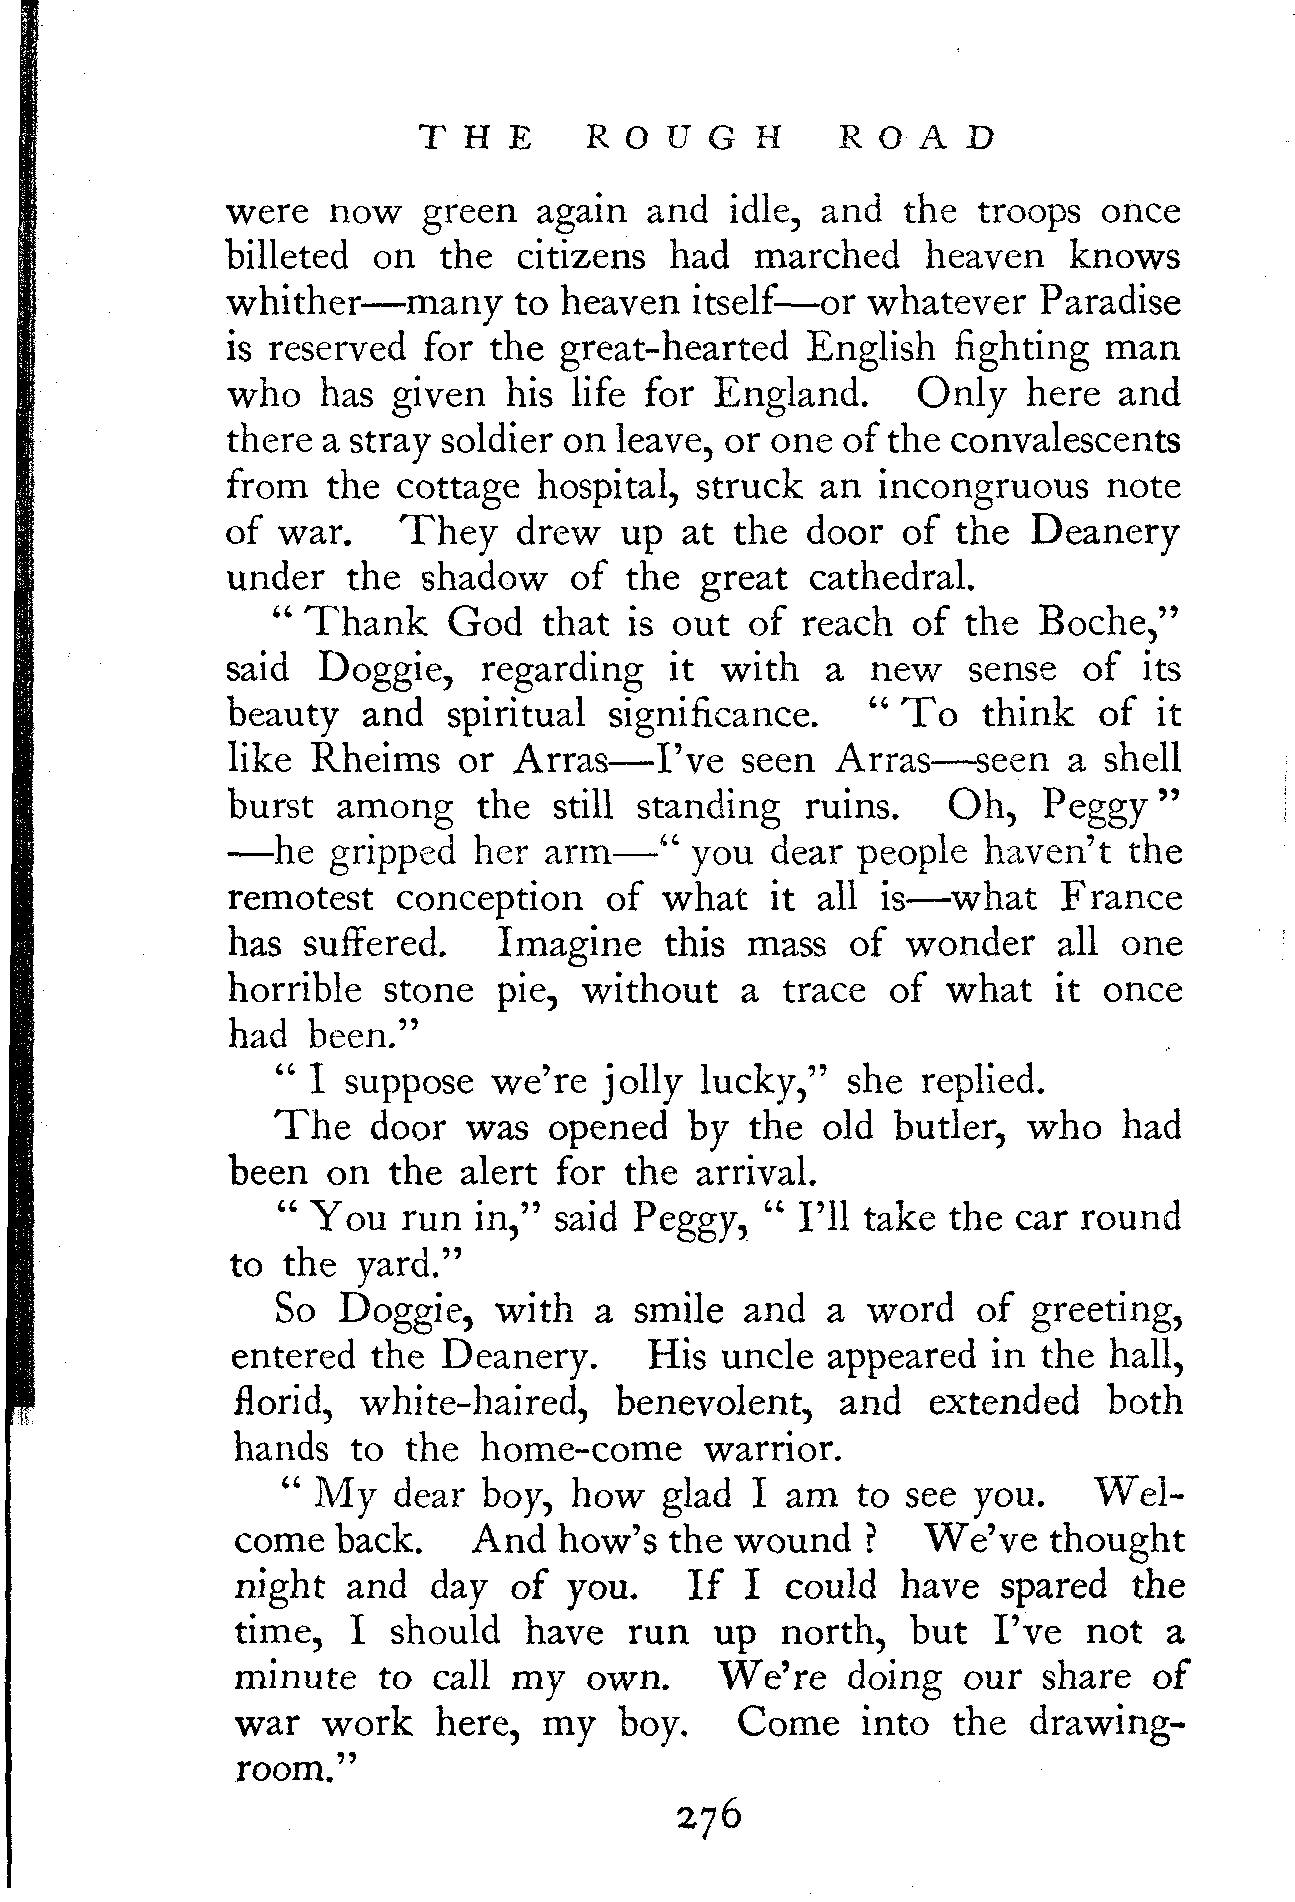 THE ROUGH ROAD
were now green again and idle, and the troops once
billeted on the citizens had marched heaven knows
whither—many to heaven itself—or whatever Paradise
is reserved for the great-hearted English fighting man
who has given his life for England. Only here and
there a stray soldier on leave, or one of the convalescents
from the cottage hospital, struck an incongruous note
of war. They drew up at the door of the Deanery
under the shadow of the great cathedral.
“ Thank God that is out of reach of the Boche,”
said Doggie, regarding it with a new sense of its
beauty and spiritual significance. “ To think of it
like Rheims or Arras—I’ve seen Arras—seen a shell
burst among the still standing ruins. Oh, Peggy ”
—he gripped her arm—“ you dear people haven’t the
remotest conception of what it all is—what France
has suffered. Imagine this mass of wonder all one
horrible stone pie, without a trace of what it once
had been.”
“ I suppose we’re jolly lucky,” she replied.
The door was opened by the old butler, who had
been on the alert for the arrival.
“ You run in,” said Peggy, “ I’ll take the car round
to the yard.”
So Doggie, with a smile and a word of greeting,
entered the Deanery. His uncle appeared in the hall,
florid, white-haired, benevolent, and extended both
hands to the home-come warrior.
“ My dear boy, how glad I am to see you. Wel-
come back. And how’s the wound ? We’ve thought
night and day of you. If I could have spared the
time, I should have run up north, but I’ve not a
minute to call my own. We’re doing our share of
war work here, my boy. Come into the drawing-
room.”
276